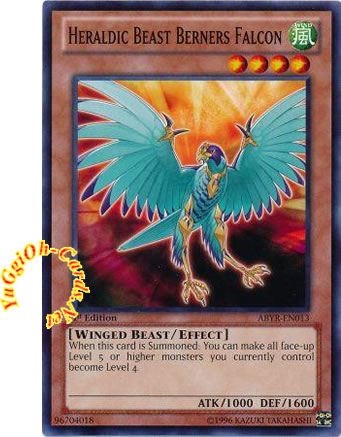 Heraldic Beast Berners Falcon
WIND
風
YuGgiOh-Cards.Net
1st Edition
ABYR-EN013
[Winged Beast/Effect]
When this card is Summoned: You can make all face-up
Level 5 or higher monsters you currently control
become Level 4.
ATK/1000 DEF/1600
96704018
©1996 KAZUKI TAKAHASHI